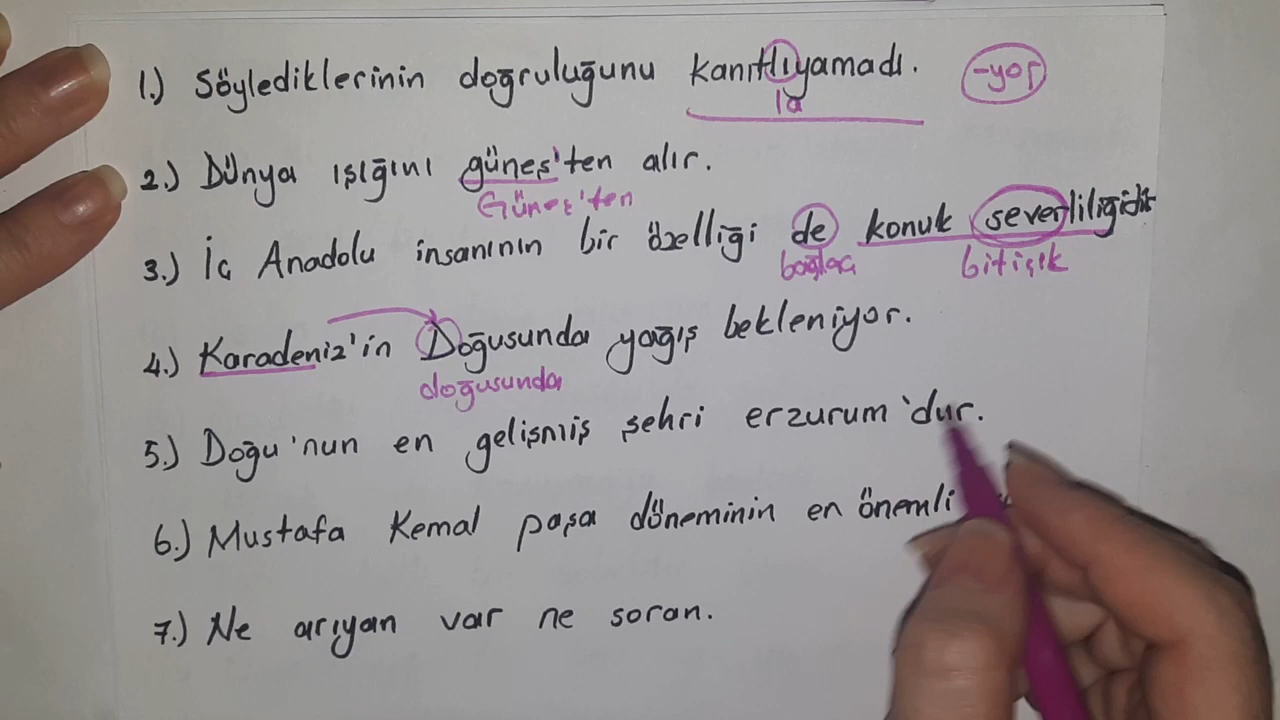 1.) Söylediklerinin doğruluğunu kanıtlıyamadı. -yor
la
2.) Dünya ışığını güneş'ten alır.
Güneş'ten
3.) İç Anadolu insanının bir özelliği de konuk severliliğidir
bağlaç bitişik
4.) Karadeniz'in Doğusunda yağış bekleniyor.
doğusunda
5.) Doğu'nun en gelişmiş şehri erzurum'dur.
6.) Mustafa Kemal paşa döneminin en önemli
7.) Ne arıyan var ne soran.